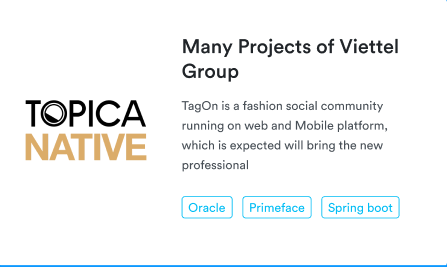 Many Projects of Viettel
Group
TOPICA
NATIVE
TagOn is a fashion social community
running on web and Mobile platform,
which is expected will bring the new
professional
Oracle
Primeface
Spring boot